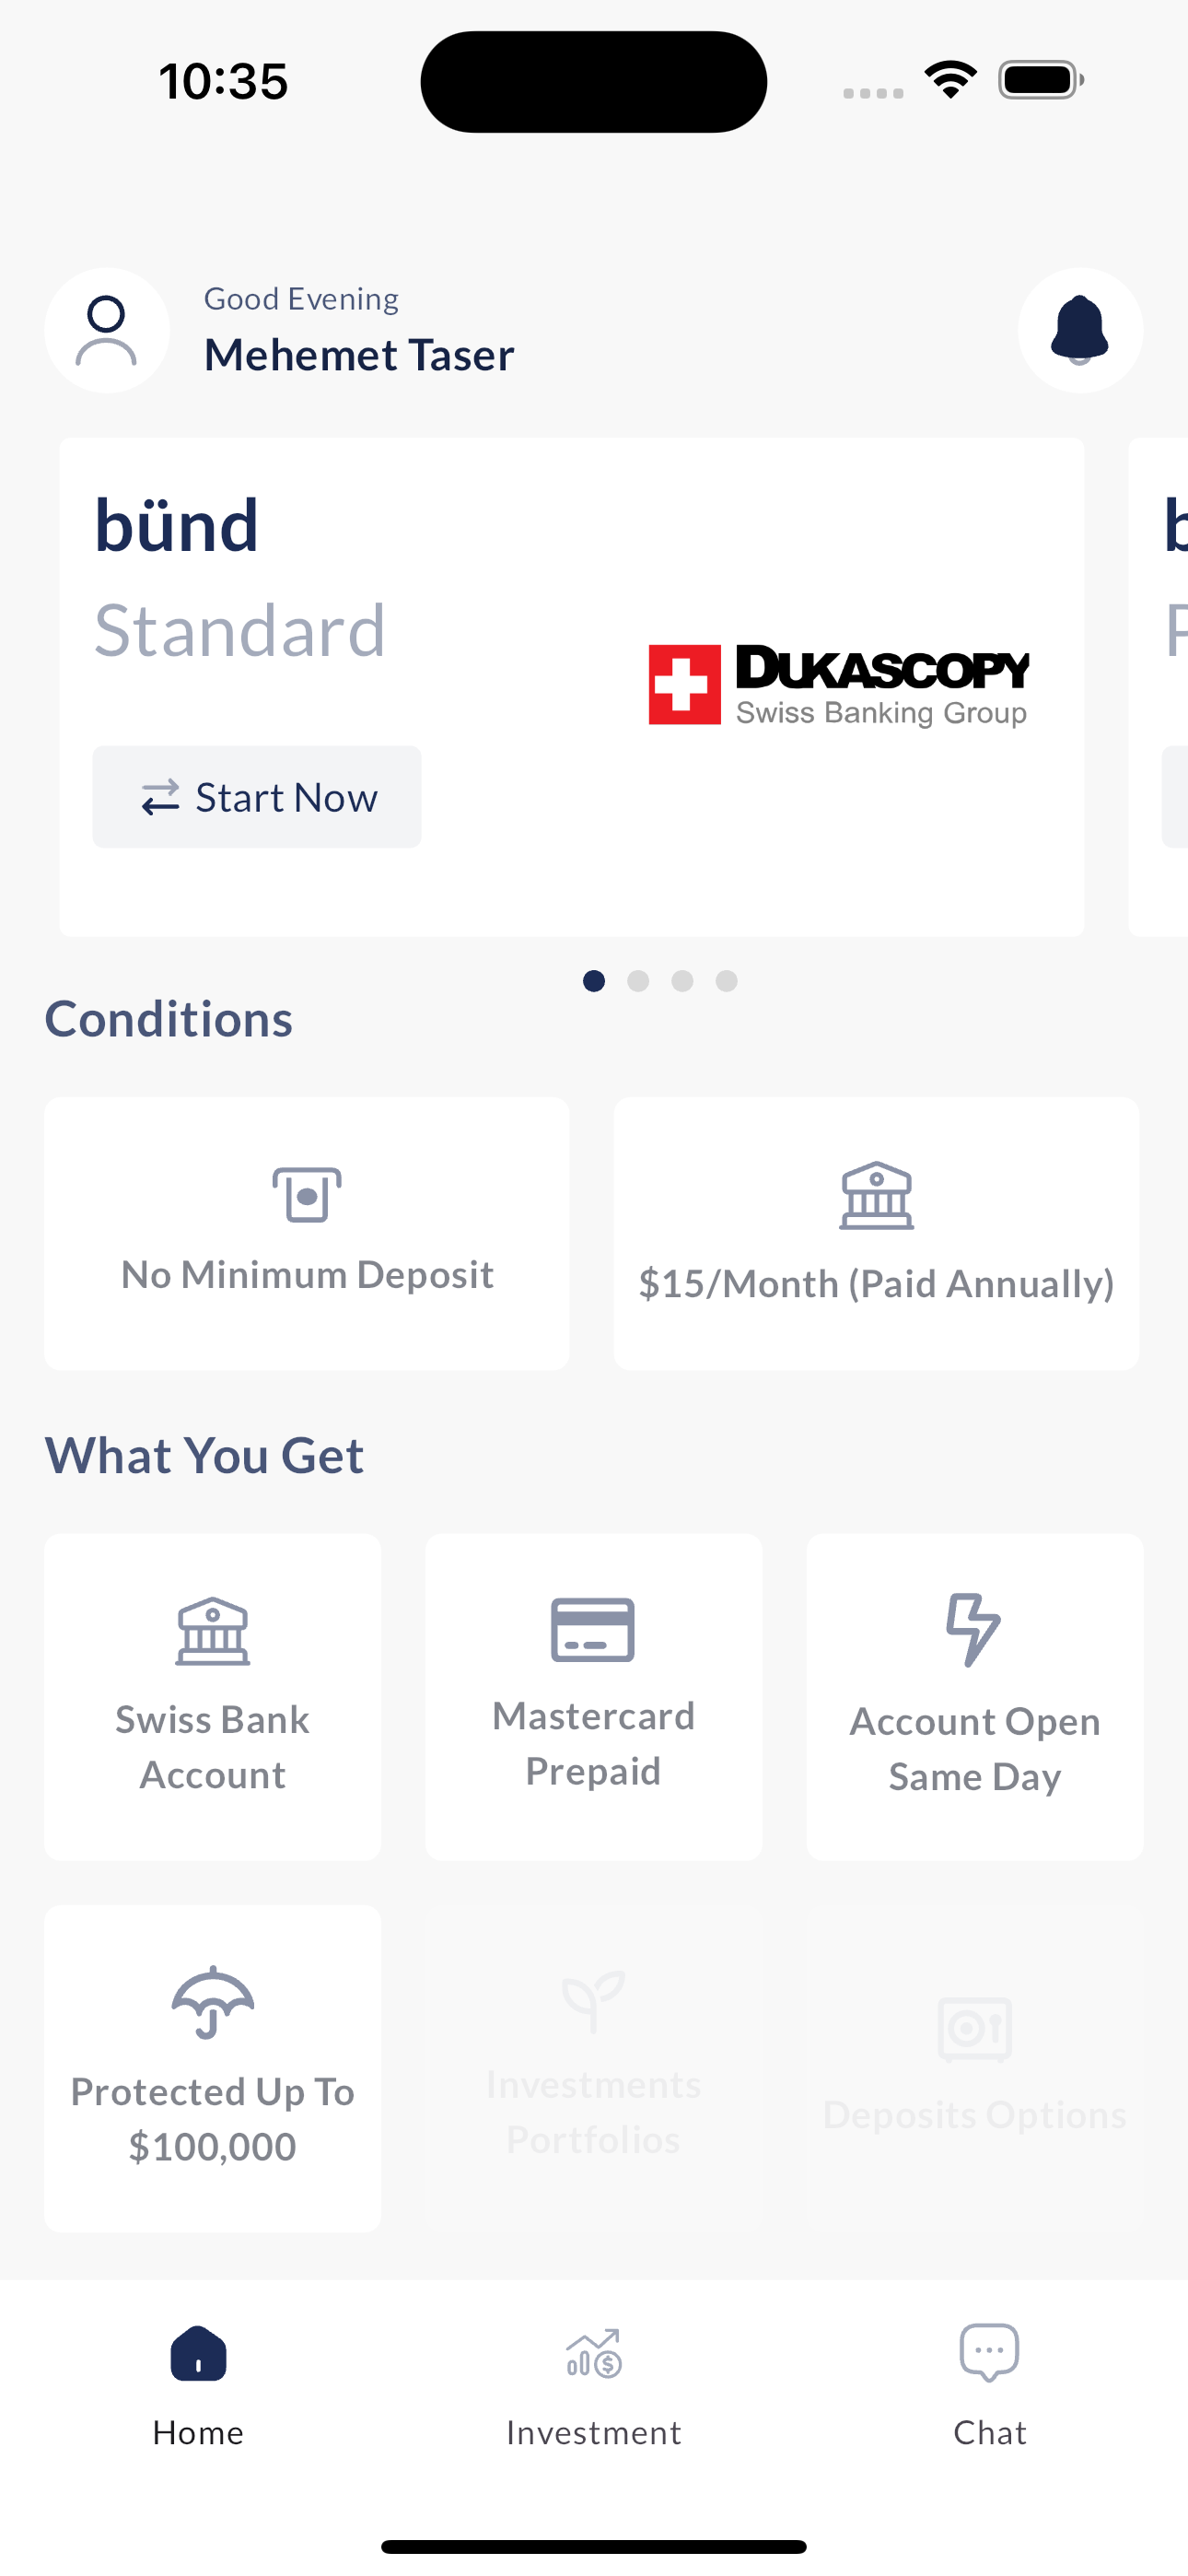 10:35
Good Evening
Mehemet Taser
bünd
Standard
DUKASCOPY
Swiss Banking Group
Start Now
b
P
Conditions
No Minimum Deposit
$15/Month (Paid Annually)
What You Get
Swiss Bank
Account
Mastercard
Prepaid
Account Open
Same Day
Protected Up To
$100,000
Investments
Portfolios
Deposits Options
Home
Investment
Chat